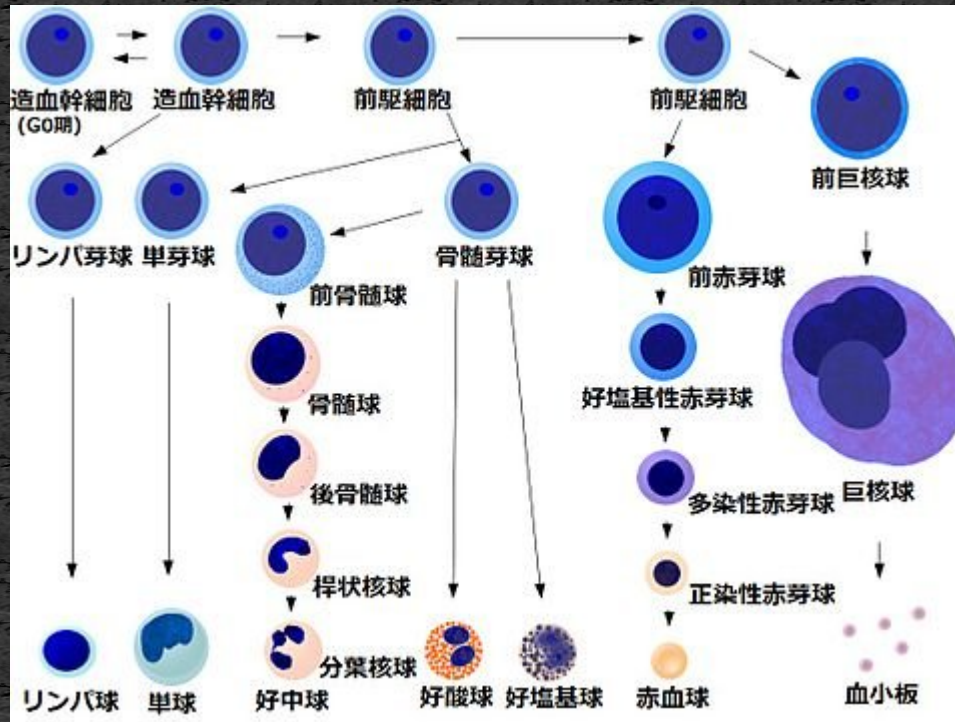 造血幹細胞
(G0期)
造血幹細胞
前駆細胞
前駆細胞
前巨核球
リンパ芽球
単芽球
骨髄芽球
前赤芽球
前骨髄球
骨髄球
好塩基性赤芽球
後骨髄球
多染性赤芽球
巨核球
桿状核球
正染性赤芽球
分葉核球
リンパ球
単球
好中球
好酸球
好塩基球
赤血球
血小板